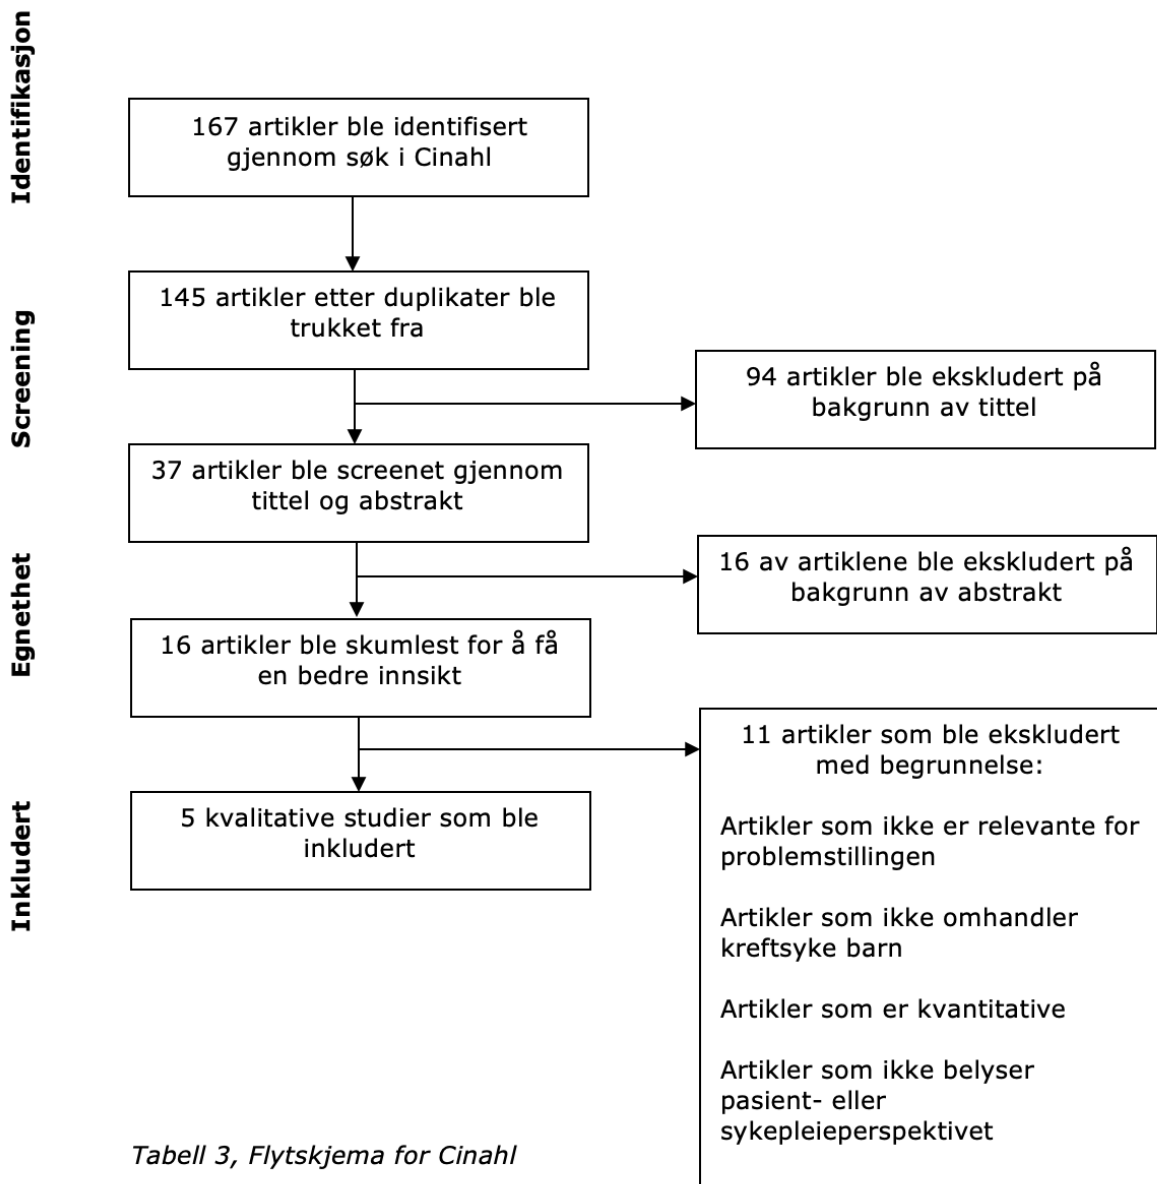 Identifikasjon
167 artikler ble identifisert
gjennom søk i Cinahl
Screening
145 artikler etter duplikater ble
trukket fra
94 artikler ble ekskludert på
bakgrunn av tittel
37 artikler ble screenet gjennom
tittel og abstrakt
Egnethet
16 av artiklene ble ekskludert på
bakgrunn av abstrakt
16 artikler ble skumlest for å få
en bedre innsikt
Inkludert
11 artikler som ble ekskludert
med begrunnelse:
Artikler som ikke er relevante for
problemstillingen
Artikler som ikke omhandler
kreftsyke barn
Artikler som er kvantitative
Artikler som ikke belyser
pasient- eller
sykepleieperspektivet
5 kvalitative studier som ble
inkludert
Tabell 3, Flytskjema for Cinahl